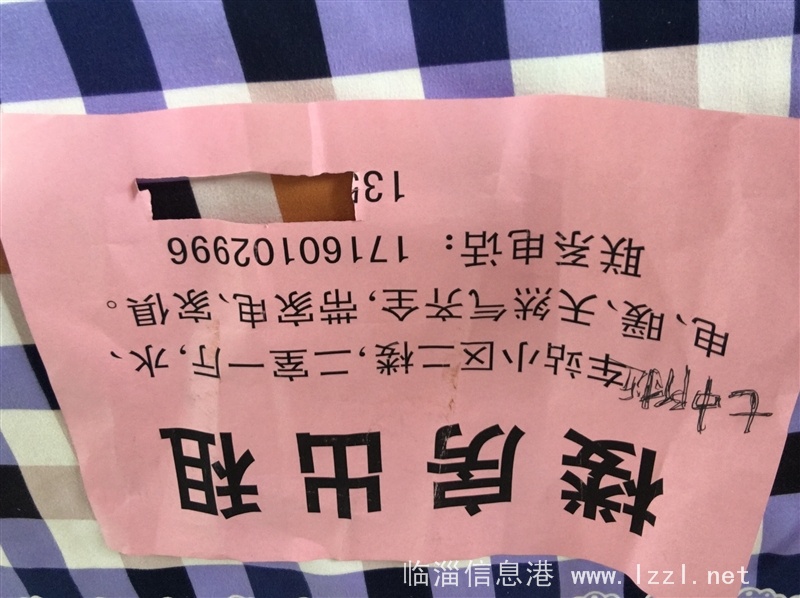 楼房出租
七中附近
车站小区二楼,二室一厅,水、
电、暖、天然气齐全,带家电、家俱。
联系电话：17160102996
135
临淄信息港 www.lzzl.net